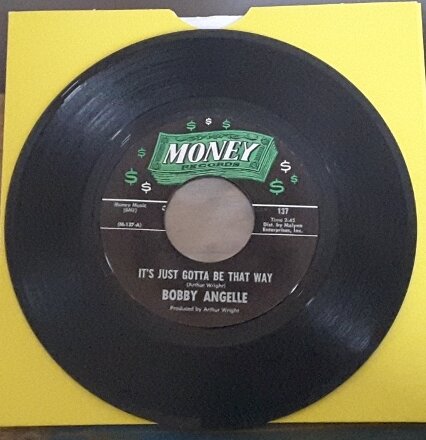 $ $ $ $
MONEY
RECORDS
$ $ $ $ $
Money Music
(BMI)
(M-137-A)
137
Time 2:45
Dist. by Malynn
Enterprises, Inc.
IT'S JUST GOTTA BE THAT WAY
(Arthur Wright)
BOBBY ANGELLE
Produced by Arthur Wright